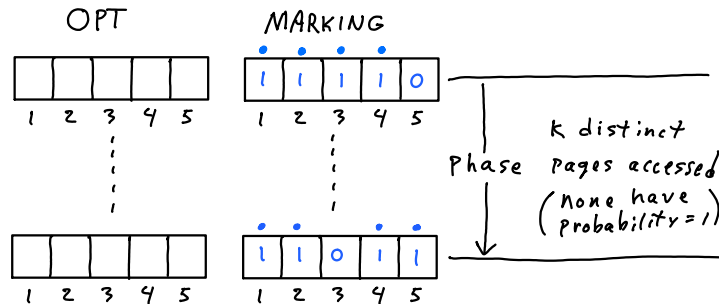 OPT MARKING
1 1 1 1 0
1 2 3 4 5 1 2 3 4 5
K distinct
Phase pages accessed
(none have
probability = 1)
1 1 0 1 1
1 2 3 4 5 1 2 3 4 5